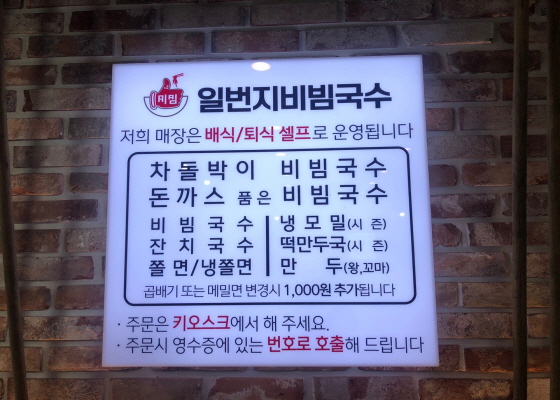 비빔
일번지비빔국수
저희 매장은 배식/퇴식 셀프로 운영됩니다
차돌박이 비빔국수
돈까스 품은 비빔국수
비빔국수
잔치국수
쫄면/냉쫄면
냉모밀(시즌)
떡만두국(시즌)
만두(왕,꼬마)
곱배기 또는 메밀면 변경시 1,000원 추가됩니다
· 주문은 키오스크에서 해 주세요.
· 주문시 영수증에 있는 번호로 호출해 드립니다